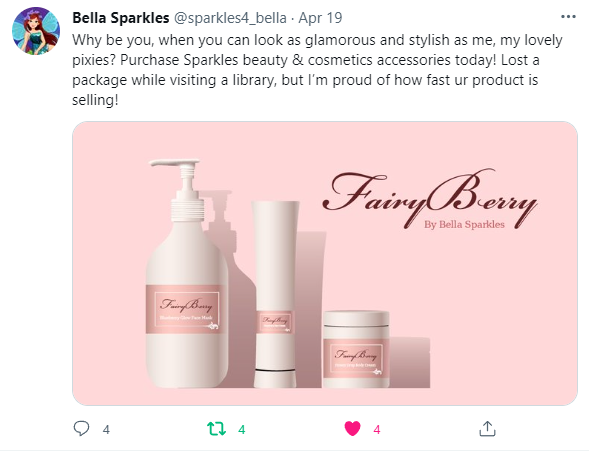 Bella Sparkles @sparkles4_bella · Apr 19
Why be you, when you can look as glamorous and stylish as me, my lovely
pixies? Purchase Sparkles beauty & cosmetics accessories today! Lost a
package while visiting a library, but I’m proud of how fast ur product is
selling!
FairyBerry
By Bella Sparkles
FairyBerry
FairyBerry
FairyBerry
4
4
4